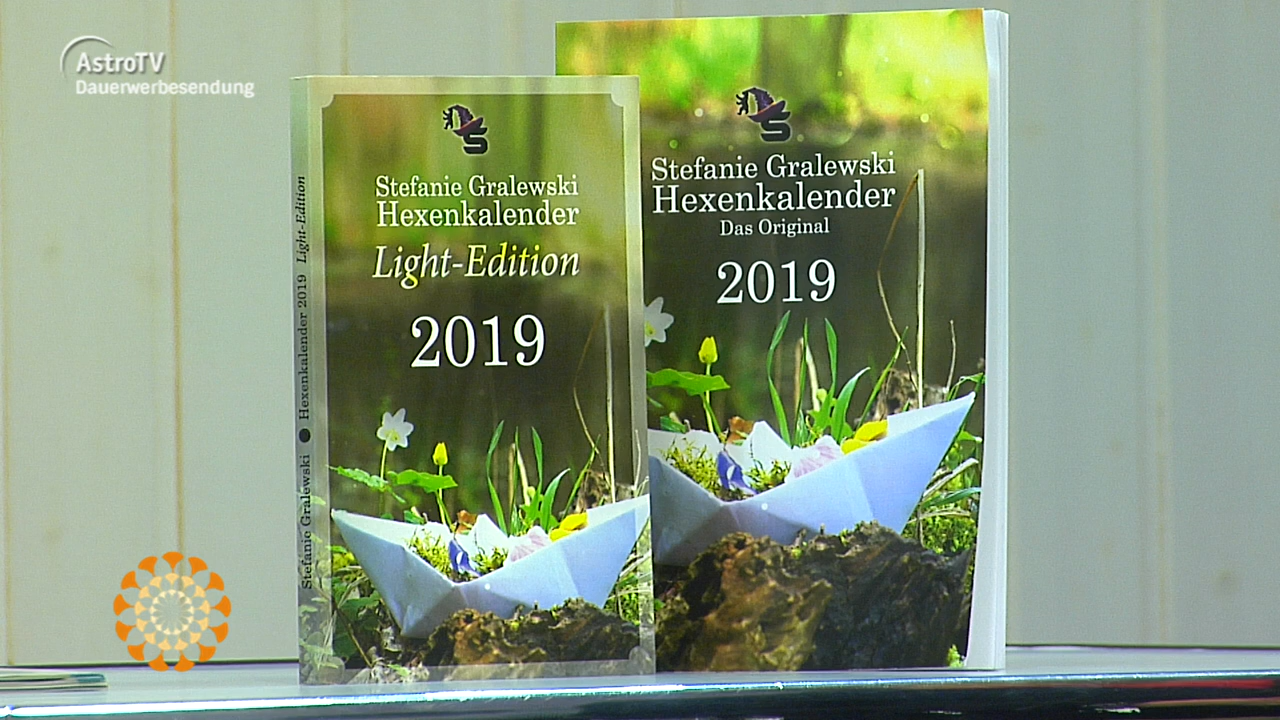 AstroTV
Dauerwerbesendung
Stefanie Gralewski ● Hexenkalender 2019 Light-Edition
S
Stefanie Gralewski
Hexenkalender
Light-Edition
2019
S
Stefanie Gralewski
Hexenkalender
Das Original
2019